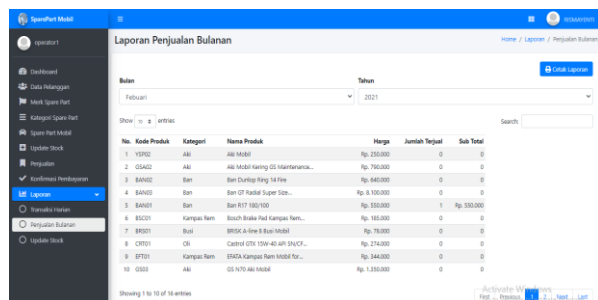 SparePart Mobil
RISMAYENTI
operator1
Laporan Penjualan Bulanan
Home / Laporan / Penjualan Bulanan
Dashboard
Data Pelanggan
Merk Spare Part
Kategori Spare Part
Spare Part Mobil
Update Stock
Penjualan
Konfirmasi Pembayaran
Laporan
Transaksi Harian
Penjualan Bulanan
Update Stock
Cetak Laporan
Bulan Tahun
Febuari 2021
Show 10 entries Search:
No. Kode Produk Kategori Nama Produk Harga Jumlah Terjual Sub Total
1 YSP02 Aki Aki Mobil Rp. 250.000 0 0
2 GSA02 Aki Aki Mobil Kering GS Maintenance... Rp. 790.000 0 0
3 BAN02 Ban Ban Dunlop Ring 14 Fire Rp. 640.000 0 0
4 BAN03 Ban Ban GT Radial Super Size... Rp. 8.100.000 0 0
5 BAN01 Ban Ban R17 180/100 Rp. 550.000 1 Rp. 550.000
6 BSC01 Kampas Rem Bosch Brake Pad Kampas Rem... Rp. 185.000 0 0
7 BRS01 Busi BRISK A-line 8 Busi Mobil Rp. 78.000 0 0
8 CRT01 Oli Castrol GTX 15W-40 API SN/CF... Rp. 274.000 0 0
9 EFT01 Kampas Rem EFATA Kampas Rem Mobil for... Rp. 344.000 0 0
10 GS03 Aki GS N70 Aki Mobil Rp. 1.350.000 0 0
Showing 1 to 10 of 16 entries
Activate Windows
First Previous 1 2 Next Last